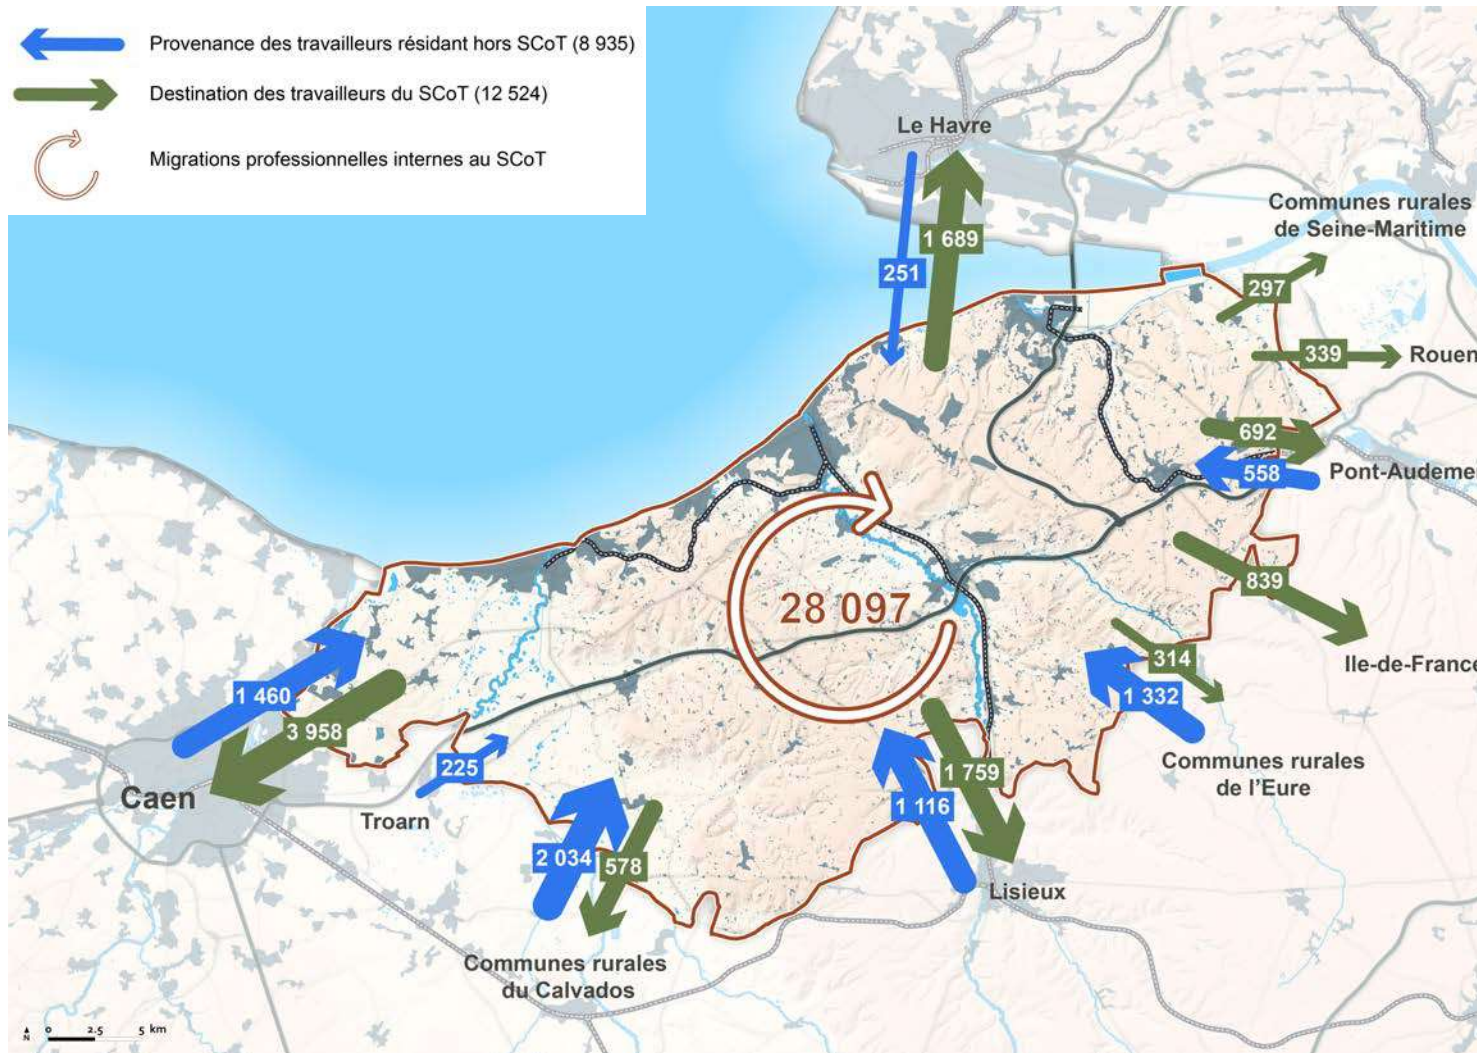 Provenance des travailleurs résidant hors SCoT (8 935)
Destination des travailleurs du SCoT (12 524)
Migrations professionnelles internes au SCoT
Le Havre
Communes rurales
de Seine-Maritime
1 689
251
297
339
Rouen
692
Pont-Audemer
558
839
28 097
Ile-de-France
314
1 460
1 332
3 958
225
Communes rurales
de l'Eure
1 759
Caen
1 116
Troarn
2 034
578
Lisieux
Communes rurales
du Calvados
N
0 2.5 5 km